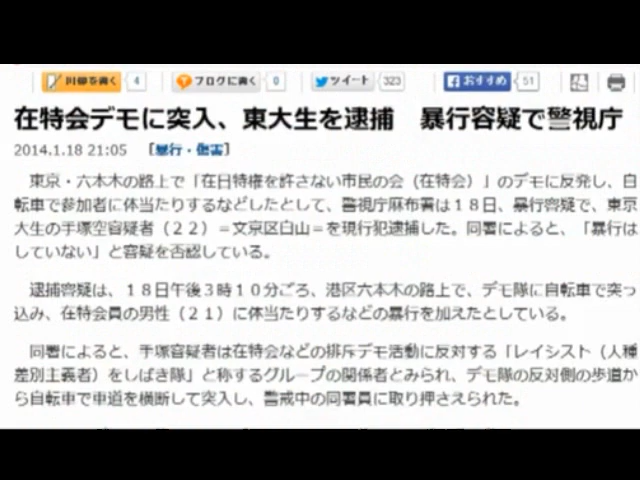 日記を書く 4 ブログに書く 0 ツイート 323 おすすめ 51
在特会デモに突入、東大生を逮捕　暴行容疑で警視庁
2014.1.18 21:05　[暴行・傷害]
　東京・六本木の路上で「在日特権を許さない市民の会（在特会）」のデモに反発し、自
転車で参加者に体当たりするなどしたとして、警視庁麻布署は１８日、暴行容疑で、東京
大生の手塚空容疑者（２２）＝文京区白山＝を現行犯逮捕した。同署によると、「暴行は
していない」と容疑を否認している。
　逮捕容疑は、１８日午後３時１０分ごろ、港区六本木の路上で、デモ隊に自転車で突っ
込み、在特会員の男性（２１）に体当たりするなどの暴行を加えたとしている。
　同署によると、手塚容疑者は在特会などの排斥デモ活動に反対する「レイシスト（人種
差別主義者）をしばき隊」と称するグループの関係者とみられ、デモ隊の反対側の歩道か
ら自転車で車道を横断して突入し、警戒中の同署員に取り押さえられた。